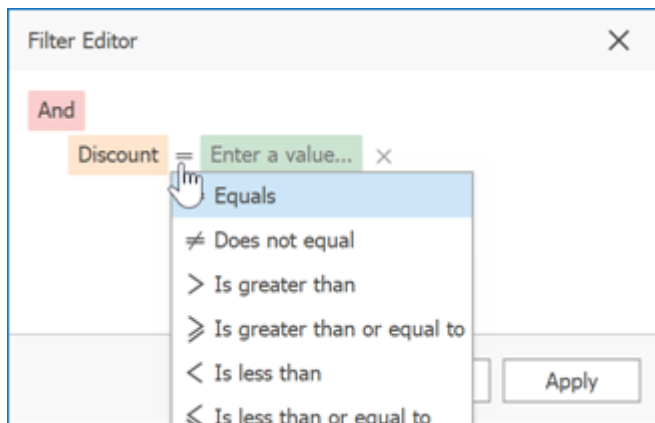 Filter Editor
And
Discount = Enter a value...
Equals
≠ Does not equal
> Is greater than
⩾ Is greater than or equal to
< Is less than
Apply
⩽ Is less than or equal to